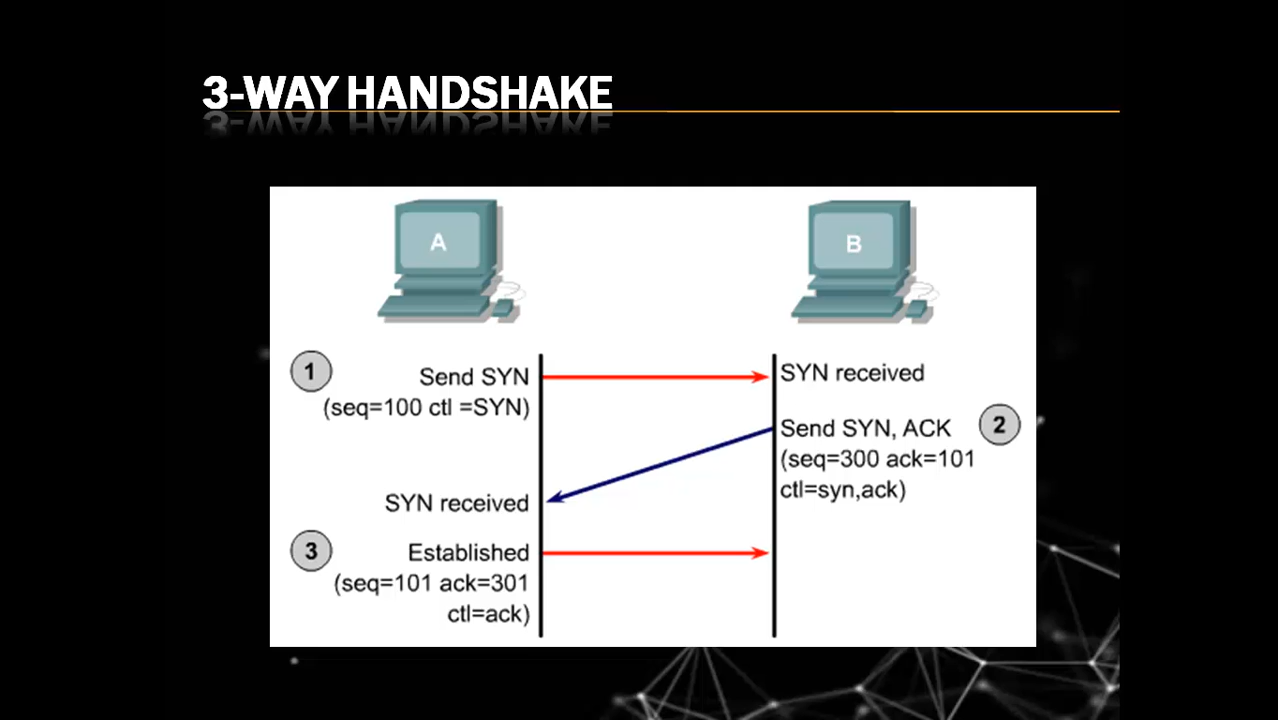 3-WAY HANDSHAKE
A
B
1
Send SYN
(seq=100 ctl =SYN)
SYN received
Send SYN, ACK
(seq=300 ack=101
ctl=syn,ack)
2
SYN received
3
Established
(seq=101 ack=301
ctl=ack)